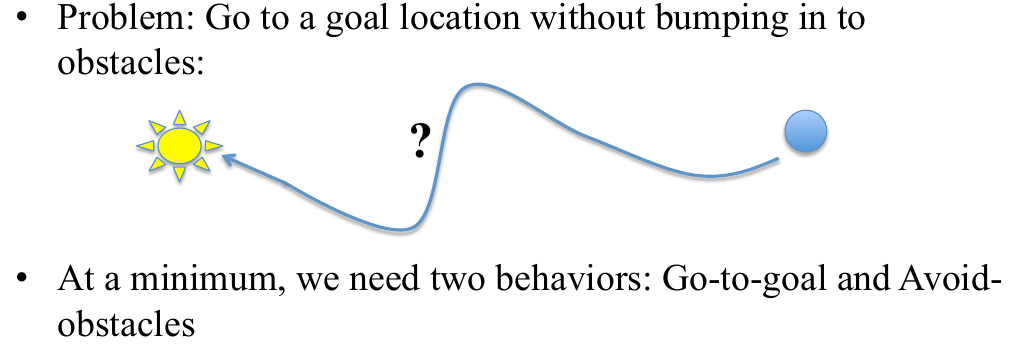 • Problem: Go to a goal location without bumping in to
obstacles:
?
• At a minimum, we need two behaviors: Go-to-goal and Avoid-
obstacles